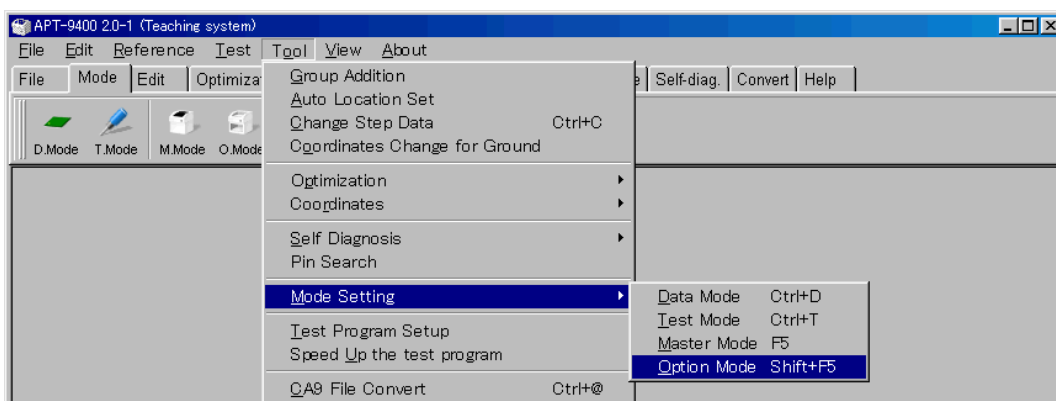 APT-9400 2.0-1 (Teaching system)
File Edit Reference Test Tool View About
File Mode Edit Optimiza Self-diag. Convert Help
D.Mode T.Mode M.Mode O.Mode
Group Addition
Auto Location Set
Change Step Data Ctrl+C
Coordinates Change for Ground
Optimization
Coordinates
Self Diagnosis
Pin Search
Mode Setting
Test Program Setup
Speed Up the test program
CA9 File Convert Ctrl+@
Data Mode Ctrl+D
Test Mode Ctrl+T
Master Mode F5
Option Mode Shift+F5